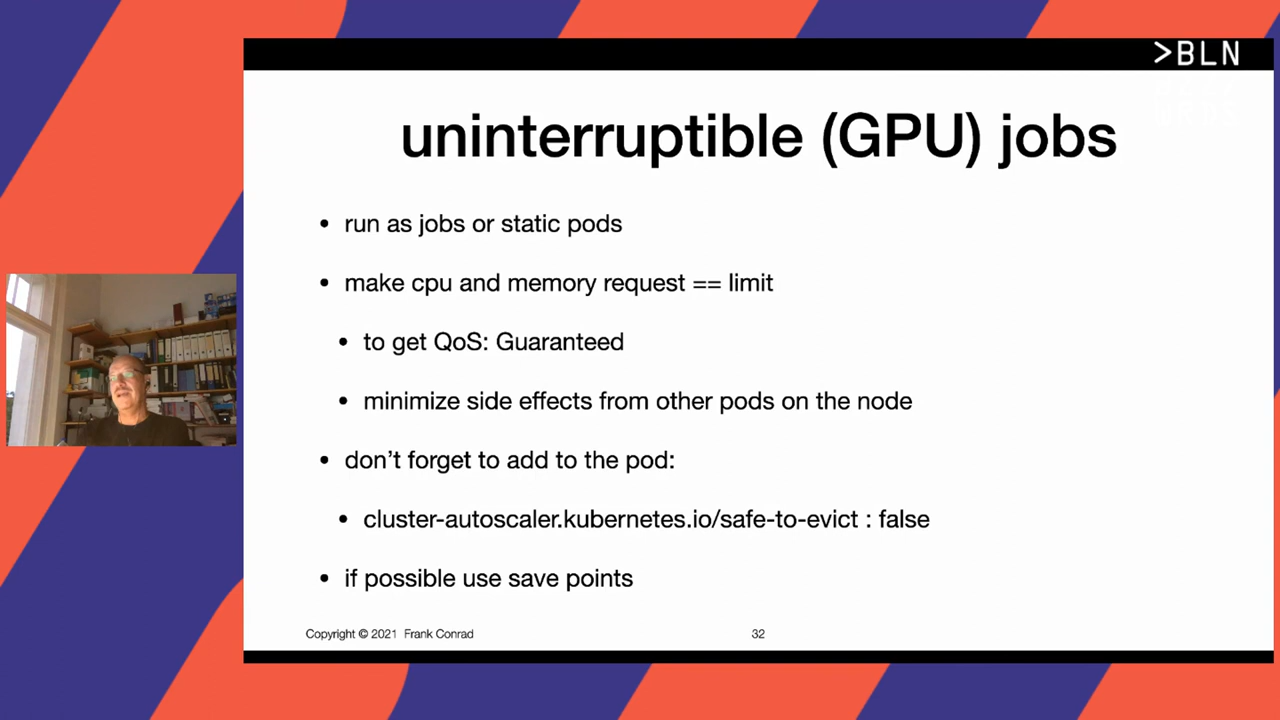 >BLN
uninterruptible (GPU) jobs
• run as jobs or static pods
• make cpu and memory request == limit
• to get QoS: Guaranteed
• minimize side effects from other pods on the node
• don’t forget to add to the pod:
• cluster-autoscaler.kubernetes.io/safe-to-evict : false
• if possible use save points
Copyright © 2021 Frank Conrad
32